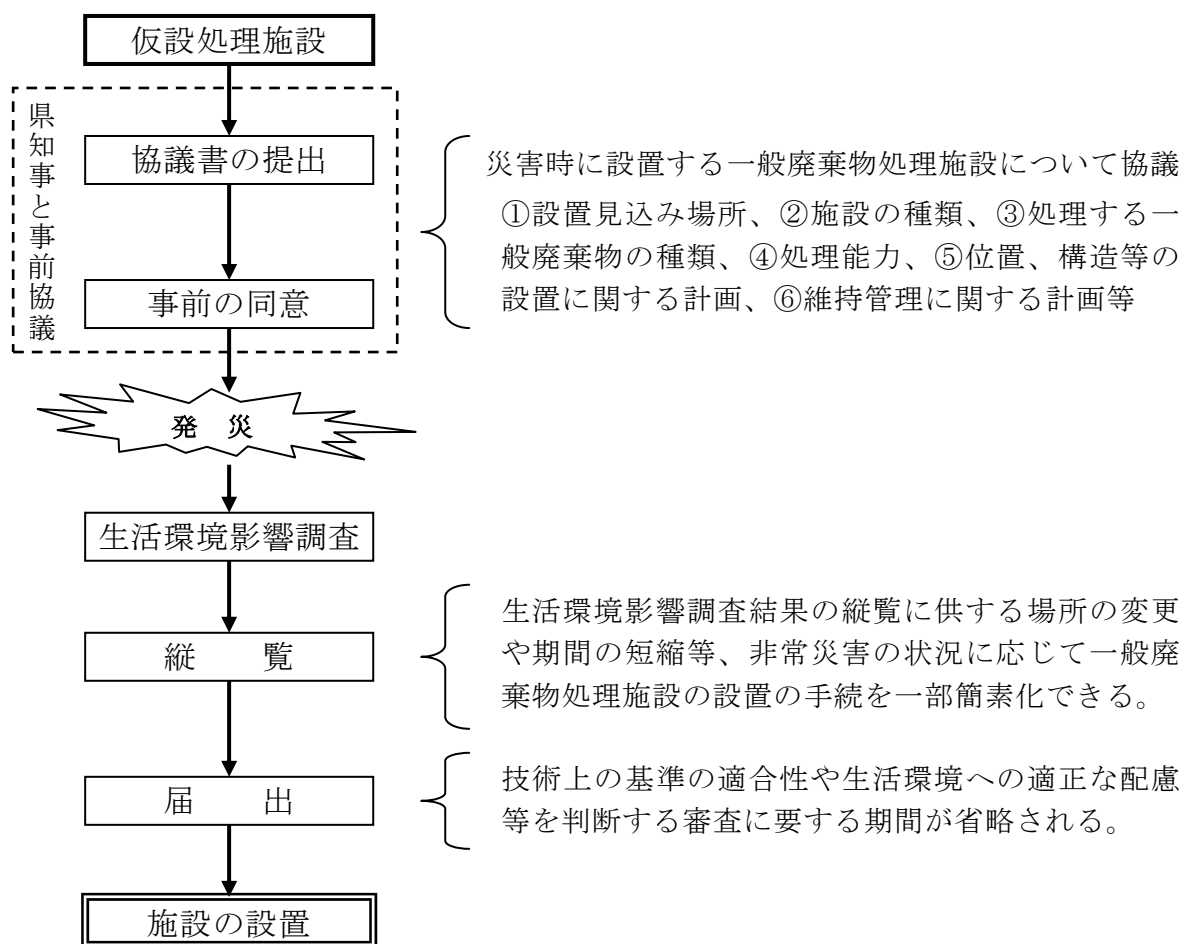 仮設処理施設
県知事と事前協議
協議書の提出
災害時に設置する一般廃棄物処理施設について協議
①設置見込み場所、②施設の種類、③処理する一
般廃棄物の種類、④処理能力、⑤位置、構造等の
設置に関する計画、⑥維持管理に関する計画等
事前の同意
発 災
生活環境影響調査
縦 覧
生活環境影響調査結果の縦覧に供する場所の変更
や期間の短縮等、非常災害の状況に応じて一般廃
棄物処理施設の設置の手続を一部簡素化できる。
届 出
技術上の基準の適合性や生活環境への適正な配慮
等を判断する審査に要する期間が省略される。
施設の設置